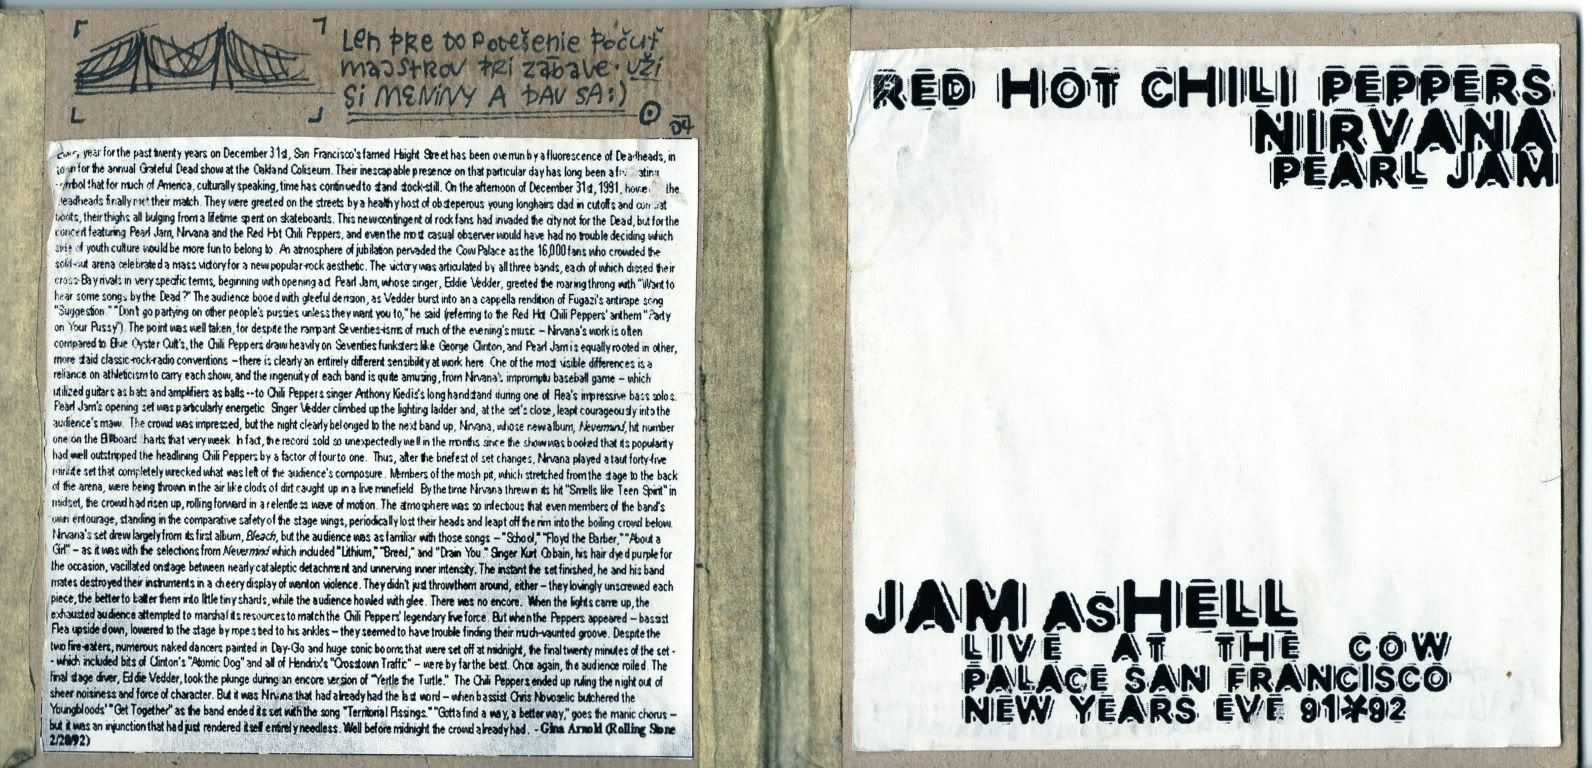 Len pre to potešenie počuť
majstrov pri zábave. Uži
si MENINY A BAV SA:)
04
Every year for the past twenty years on December 31st, San Francisco's famed Haight Street has been overrun by a fluorescence of Deadheads, in
town for the annual Grateful Dead show at the Oakland Coliseum. Their inescapable presence on that particular day has long been a
symbol that for much of America, culturally speaking, time has continued to stand stock-still. On the afternoon of December 31st, 1991, however the
Deadheads finally met their match. They were greeted on the streets by a healthy host of obstreperous young longhairs clad in cutoffs and combat
boots, their thighs all bulging from a lifetime spent on skateboards. This new contingent of rock fans had invaded the city not for the Dead, but for the
concert featuring Pearl Jam, Nirvana and the Red Hot Chili Peppers, and even the most casual observer would have had no trouble deciding which
side of youth culture would be more fun to belong to. An atmosphere of jubilation pervaded the Cow Palace as the 16,000 fans who crowded the
sold-out arena celebrated a mass victory for a new popular-rock aesthetic. The victory was articulated by all three bands, each of which dissed their
cross-Bay rivals in very specific terms, beginning with opening act Pearl Jam, whose singer, Eddie Vedder, greeted the roaring throng with "Want to
hear some songs by the Dead?" The audience booed with gleeful derision, as Vedder burst into an a cappella rendition of Fugazi's antirape song
"Suggestion." "Don't go partying on other people's pussies unless they want you to," he said (referring to the Red Hot Chili Peppers' anthem "Party
on Your Pussy"). The point was well taken, for despite the rampant Seventies-isms of much of the evening's music – Nirvana's work is often
compared to Blue Oyster Cult's, the Chili Peppers draw heavily on Seventies funksters like George Clinton, and Pearl Jam is equally rooted in other,
more staid classic-rock-radio conventions – there is clearly an entirely different sensibility at work here. One of the most visible differences is a
reliance on athleticism to carry each show, and the ingenuity of each band is quite amusing, from Nirvana's impromptu baseball game – which
utilized guitars as bats and amplifiers as balls --to Chili Peppers singer Anthony Kiedis's long handstand during one of Flea's impressive bass solos.
Pearl Jam's opening set was particularly energetic. Singer Vedder climbed up the lighting ladder and, at the set's close, leapt courageously into the
audience's maw. The crowd was impressed, but the night clearly belonged to the next band up, Nirvana, whose new album, Nevermind, hit number
one on the Billboard charts that very week. In fact, the record sold so unexpectedly well in the months since the show was booked that its popularity
had well outstripped the headlining Chili Peppers by a factor of four to one. Thus, after the briefest of set changes, Nirvana played a taut forty-five
minute set that completely wrecked what was left of the audience's composure. Members of the mosh pit, which stretched from the stage to the back
of the arena, were being thrown in the air like clods of dirt caught up in a live minefield. By the time Nirvana threw in its hit "Smells like Teen Spirit" in
midset, the crowd had risen up, rolling forward in a relentless wave of motion. The atmosphere was so infectious that even members of the band's
own entourage, standing in the comparative safety of the stage wings, periodically lost their heads and leapt off the rim into the boiling crowd below.
Nirvana's set drew largely from its first album, Bleach, but the audience was as familiar with those songs – "School," "Floyd the Barber," "About a
Girl" – as it was with the selections from Nevermind which included "Lithium," "Breed," and "Drain You." Singer Kurt Cobain, his hair dyed purple for
the occasion, vacillated onstage between nearly cataleptic detachment and unnerving inner intensity. The instant the set finished, he and his band
mates destroyed their instruments in a cheery display of wanton violence. They didn't just throw them around, either – they lovingly unscrewed each
piece, the better to batter them into little tiny shards, while the audience howled with glee. There was no encore. When the lights came up, the
exhausted audience attempted to marshal its resources to match the Chili Peppers' legendary live force. But when the Peppers appeared – bassist
Flea upside down, lowered to the stage by ropes tied to his ankles – they seemed to have trouble finding their much-vaunted groove. Despite the
two fire-eaters, numerous naked dancers painted in Day-Glo and huge sonic booms that were set off at midnight, the final twenty minutes of the set -
- which included bits of Clinton's "Atomic Dog" and all of Hendrix's "Crosstown Traffic" – were by far the best. Once again, the audience roiled. The
final stage diver, Eddie Vedder, took the plunge during an encore version of "Yertle the Turtle." The Chili Peppers ended up ruling the night out of
sheer noisiness and force of character. But it was Nirvana that had already had the last word – when bassist Chris Novoselic butchered the
Youngbloods' "Get Together" as the band ended its set with the song "Territorial Pissings." "Gotta find a way, a better way," goes the manic chorus –
but it was an injunction that had just rendered itself entirely needless. Well before midnight the crowd already had. - Gina Arnold (Rolling Stone
2/20/92)
RED HOT CHILI PEPPERS
NIRVANA
PEARL JAM
JAM AS HELL
LIVE AT THE COW
PALACE SAN FRANCISCO
NEW YEARS EVE 91¥92